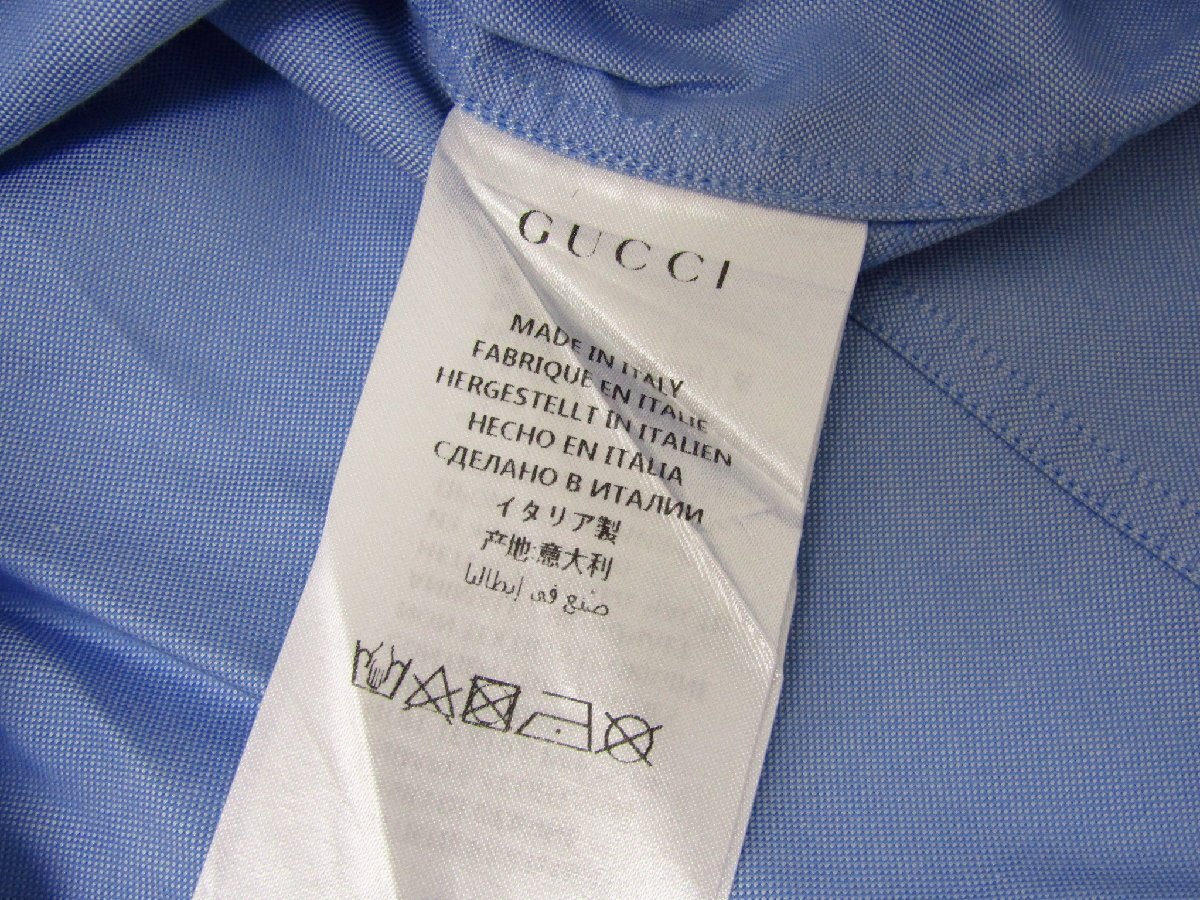 GUCCI
MADE IN ITALY
FABRIQUE EN ITALIE
HERGESTELLT IN ITALIEN
HECHO EN ITALIA
СДЕЛАНО В ИТАЛИИ
イタリア製
产地:意大利
صنع في إيطاليا